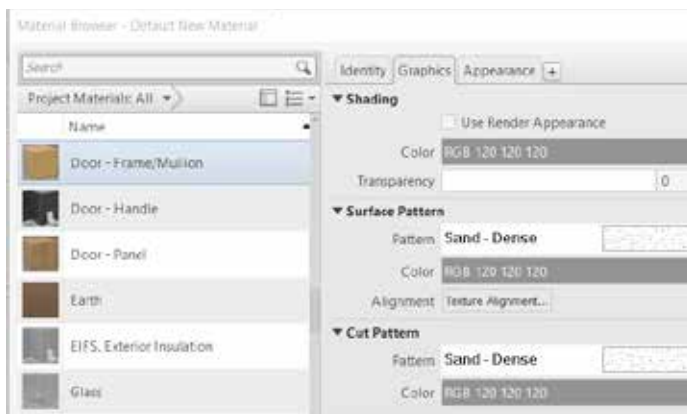 Material Browser - Default New Material
Search
Identity Graphics Appearance +
Project Materials: All
Name
Door - Frame/Mullion
Door - Handle
Door - Panel
Earth
EIFS, Exterior Insulation
Glass
Shading
Use Render Appearance
Color RGB 120 120 120
Transparency 0
Surface Pattern
Pattern Sand - Dense
Color RGB 120 120 120
Alignment Texture Alignment...
Cut Pattern
Pattern Sand - Dense
Color RGB 120 120 120